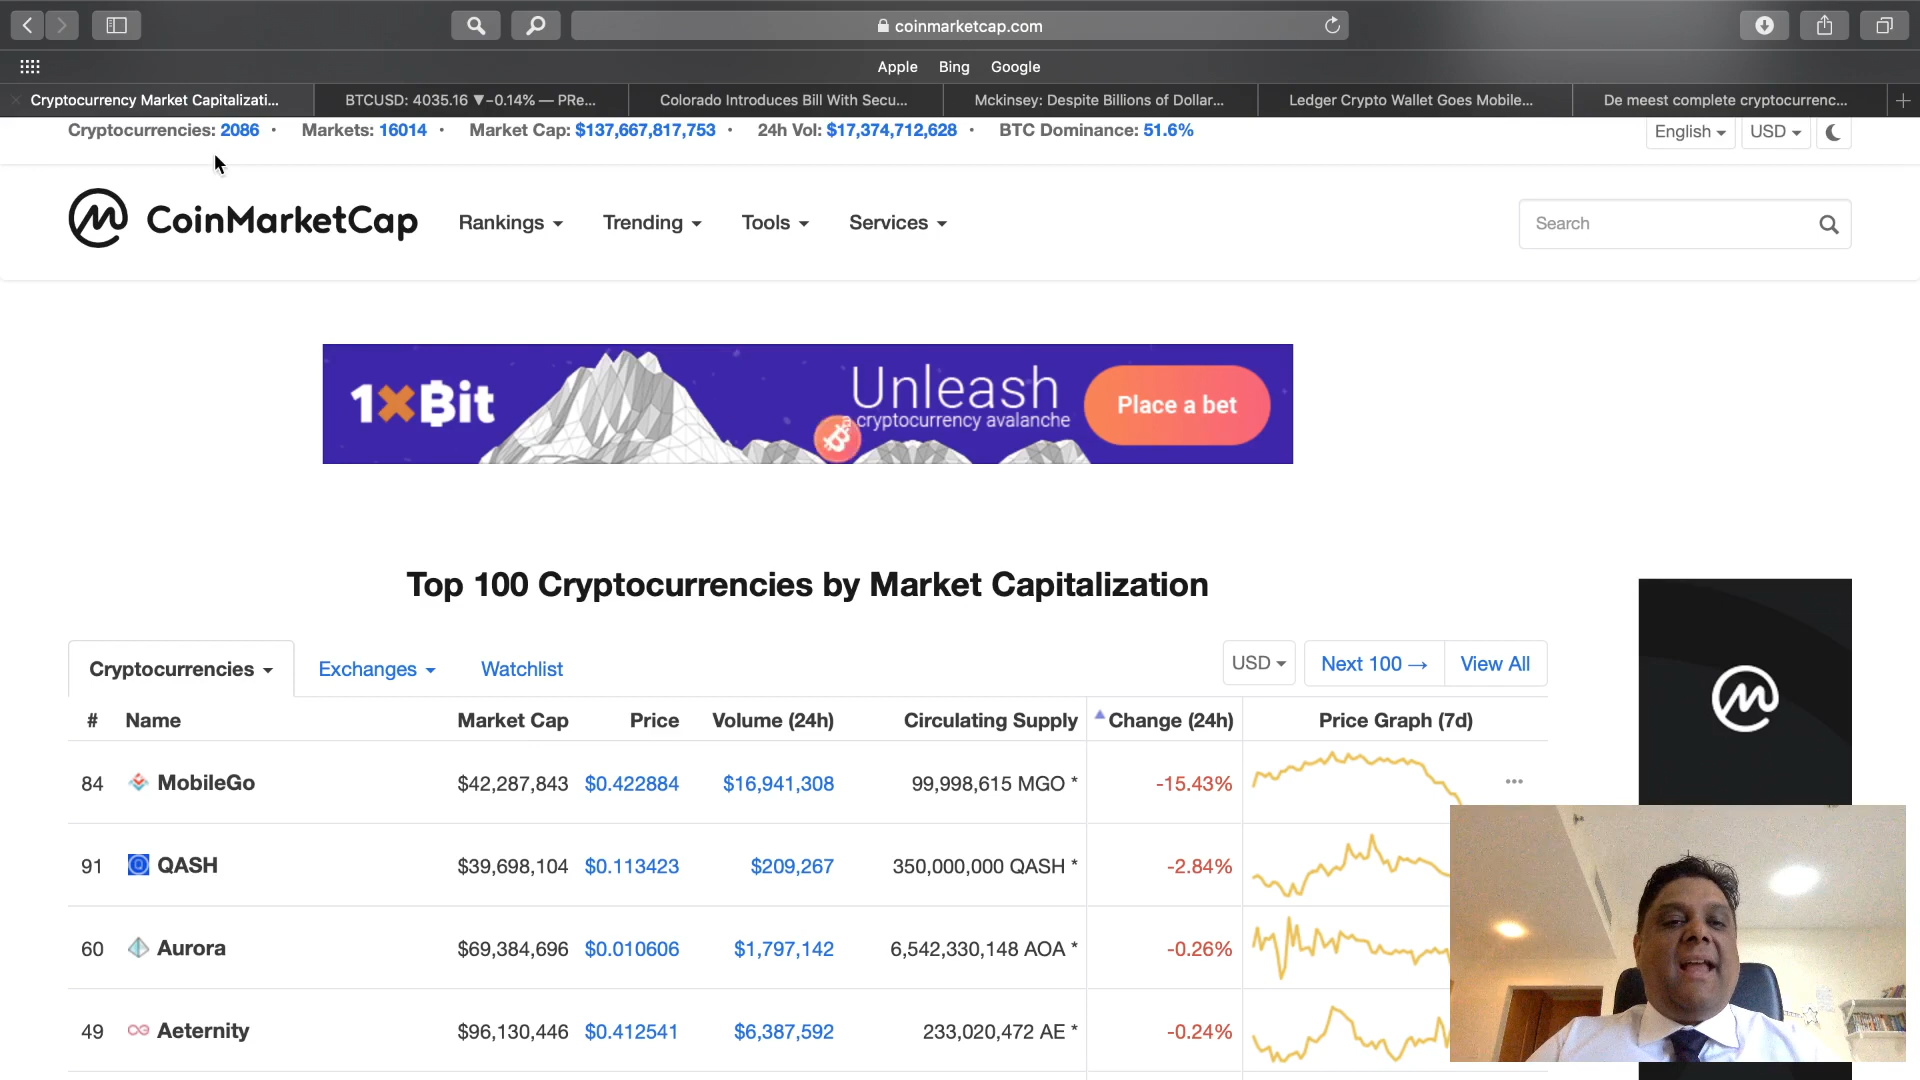 coinmarketcap.com
Apple Bing Google
Cryptocurrency Market Capitalizati... BTCUSD: 4035.16 ▼−0.14% — PRe... Colorado Introduces Bill With Secu... Mckinsey: Despite Billions of Dollar... Ledger Crypto Wallet Goes Mobile... De meest complete cryptocurrenc...
Cryptocurrencies: 2086 • Markets: 16014 • Market Cap: $137,667,817,753 • 24h Vol: $17,374,712,628 • BTC Dominance: 51.6% English USD
CoinMarketCap Rankings Trending Tools Services Search
1xBit Unleash Place a bet
a cryptocurrency avalanche
Top 100 Cryptocurrencies by Market Capitalization
Cryptocurrencies Exchanges Watchlist USD Next 100 → View All
# Name Market Cap Price Volume (24h) Circulating Supply Change (24h) Price Graph (7d)
84 MobileGo $42,287,843 $0.422884 $16,941,308 99,998,615 MGO * -15.43%
91 QASH $39,698,104 $0.113423 $209,267 350,000,000 QASH * -2.84%
60 Aurora $69,384,696 $0.010606 $1,797,142 6,542,330,148 AOA * -0.26%
49 Aeternity $96,130,446 $0.412541 $6,387,592 233,020,472 AE * -0.24%